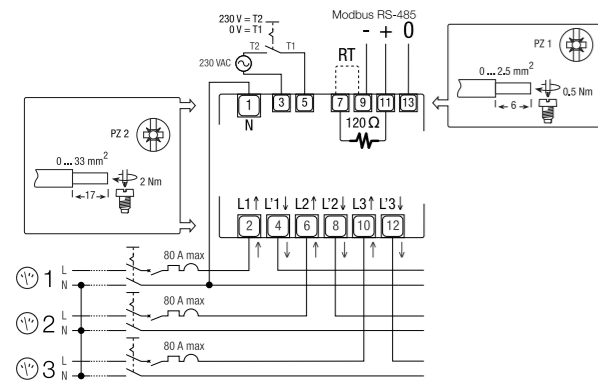 230 V = T2
0 V = T1
T2 T1
230 VAC
Modbus RS-485
- + 0
RT
1 3 5 7 9 11 13
N
120 Ω
PZ 1
0 ... 2.5 mm²
6
0.5 Nm
PZ 2
0 ... 33 mm²
17
2 Nm
L1↑ L'1↓ L2↑ L'2↓ L3↑ L'3↓
2 4 6 8 10 12
80 A max
1 L
N
80 A max
2 L
N
80 A max
3 L
N